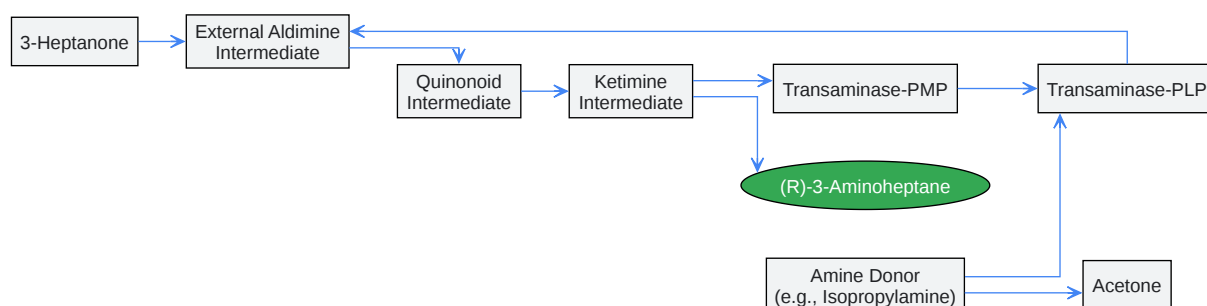 3-Heptanone
External Aldimine
Intermediate
Quinonoid
Intermediate
Ketimine
Intermediate
Transaminase-PMP
Transaminase-PLP
(R)-3-Aminoheptane
Amine Donor
(e.g., Isopropylamine)
Acetone